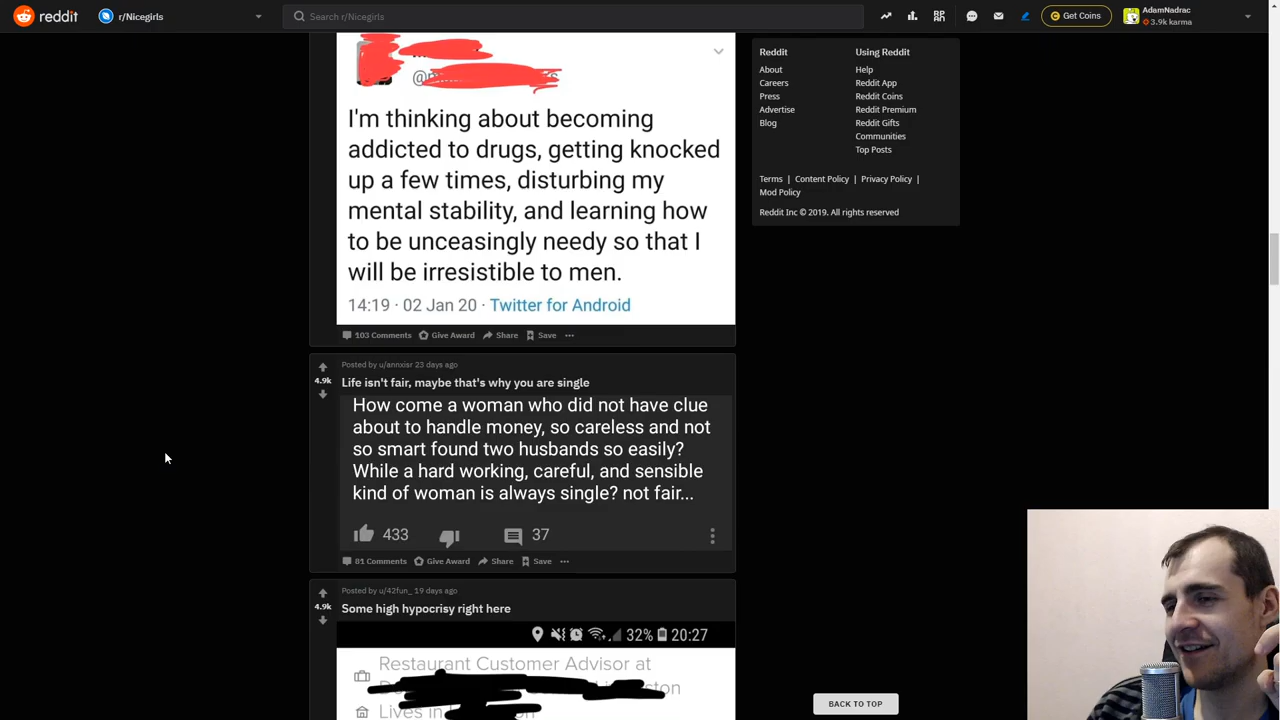 reddit
r/Nicegirls
Search r/Nicegirls
Get Coins
AdamNadrac
3.9k karma
I'm thinking about becoming
addicted to drugs, getting knocked
up a few times, disturbing my
mental stability, and learning how
to be unceasingly needy so that I
will be irresistible to men.
14:19 · 02 Jan 20 · Twitter for Android
103 Comments Give Award Share Save
Posted by u/annxisr 23 days ago
4.9k
Life isn't fair, maybe that's why you are single
How come a woman who did not have clue
about to handle money, so careless and not
so smart found two husbands so easily?
While a hard working, careful, and sensible
kind of woman is always single? not fair...
433 37
81 Comments Give Award Share Save
Posted by u/42fun_ 19 days ago
4.9k
Some high hypocrisy right here
32% 20:27
Restaurant Customer Advisor at
Lives in
Reddit
About
Careers
Press
Advertise
Blog
Using Reddit
Help
Reddit App
Reddit Coins
Reddit Premium
Reddit Gifts
Communities
Top Posts
Terms | Content Policy | Privacy Policy |
Mod Policy
Reddit Inc © 2019. All rights reserved
BACK TO TOP